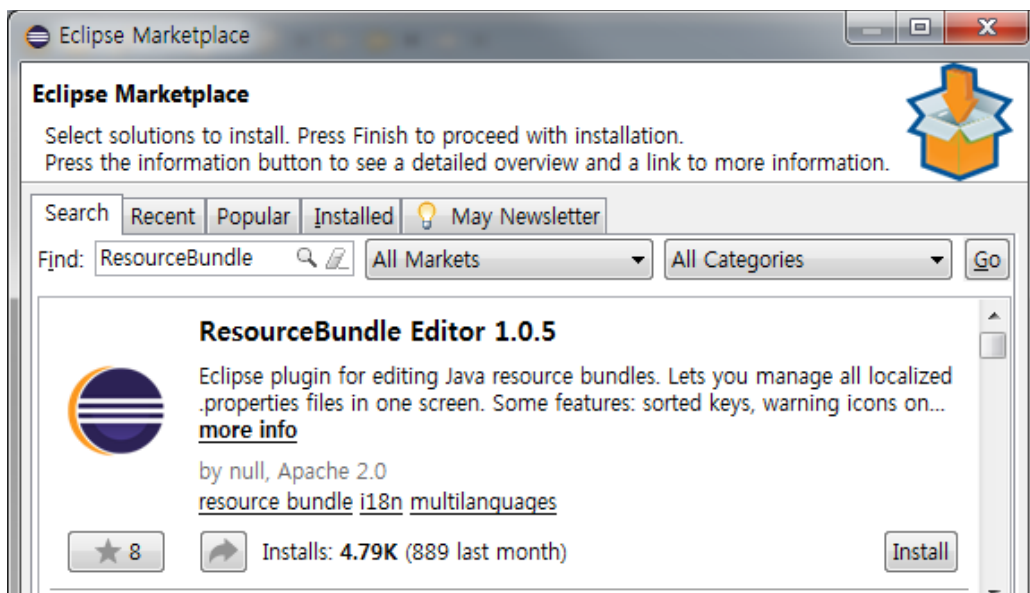 Eclipse Marketplace
Eclipse Marketplace
Select solutions to install. Press Finish to proceed with installation.
Press the information button to see a detailed overview and a link to more information.
Search Recent Popular Installed May Newsletter
Find: ResourceBundle All Markets All Categories Go
ResourceBundle Editor 1.0.5
Eclipse plugin for editing Java resource bundles. Lets you manage all localized
.properties files in one screen. Some features: sorted keys, warning icons on...
more info
by null, Apache 2.0
resource bundle i18n multilanguages
8 Installs: 4.79K (889 last month) Install